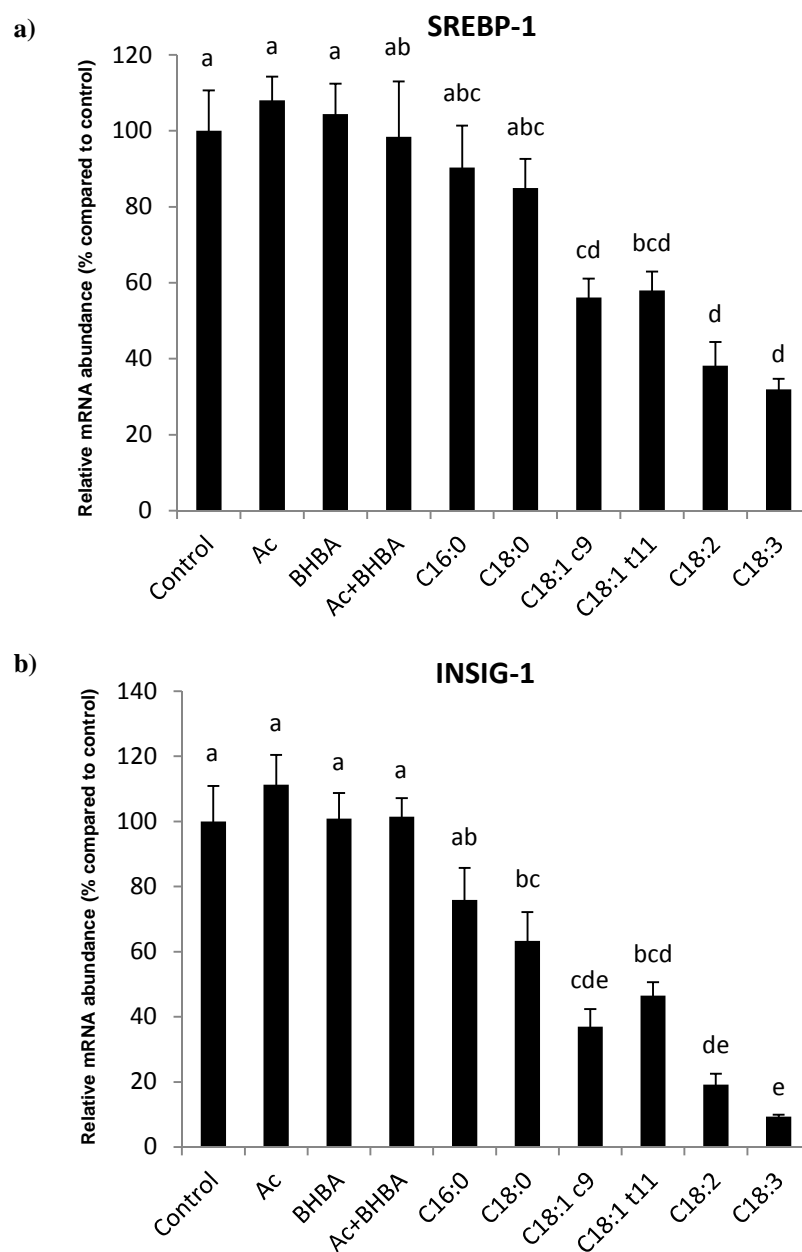 a)
SREBP-1
Relative mRNA abundance (% compared to control)
120
100
80
60
40
20
0
a a a ab abc abc cd bcd d d
Control Ac BHBA Ac+BHBA C16:0 C18:0 C18:1 c9 C18:1 t11 C18:2 C18:3
b)
INSIG-1
Relative mRNA abundance (% compared to control)
140
120
100
80
60
40
20
0
a a a a ab bc cde bcd de e
Control Ac BHBA Ac+BHBA C16:0 C18:0 C18:1 c9 C18:1 t11 C18:2 C18:3